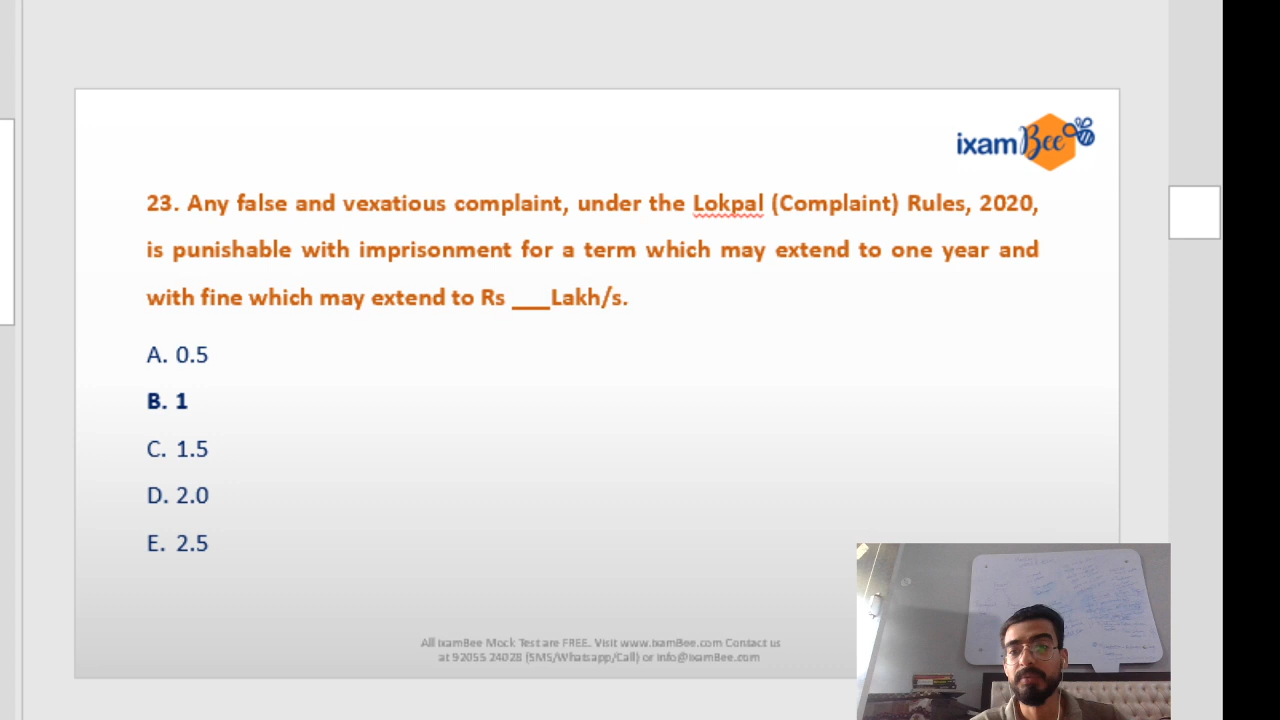 ixamBee
23. Any false and vexatious complaint, under the Lokpal (Complaint) Rules, 2020,
is punishable with imprisonment for a term which may extend to one year and
with fine which may extend to Rs ___Lakh/s.
A. 0.5
B. 1
C. 1.5
D. 2.0
E. 2.5
All ixamBee Mock Test are FREE. Visit www.ixamBee.com Contact us
at 92055 24028 (SMS/Whatsapp/Call) or info@ixamBee.com